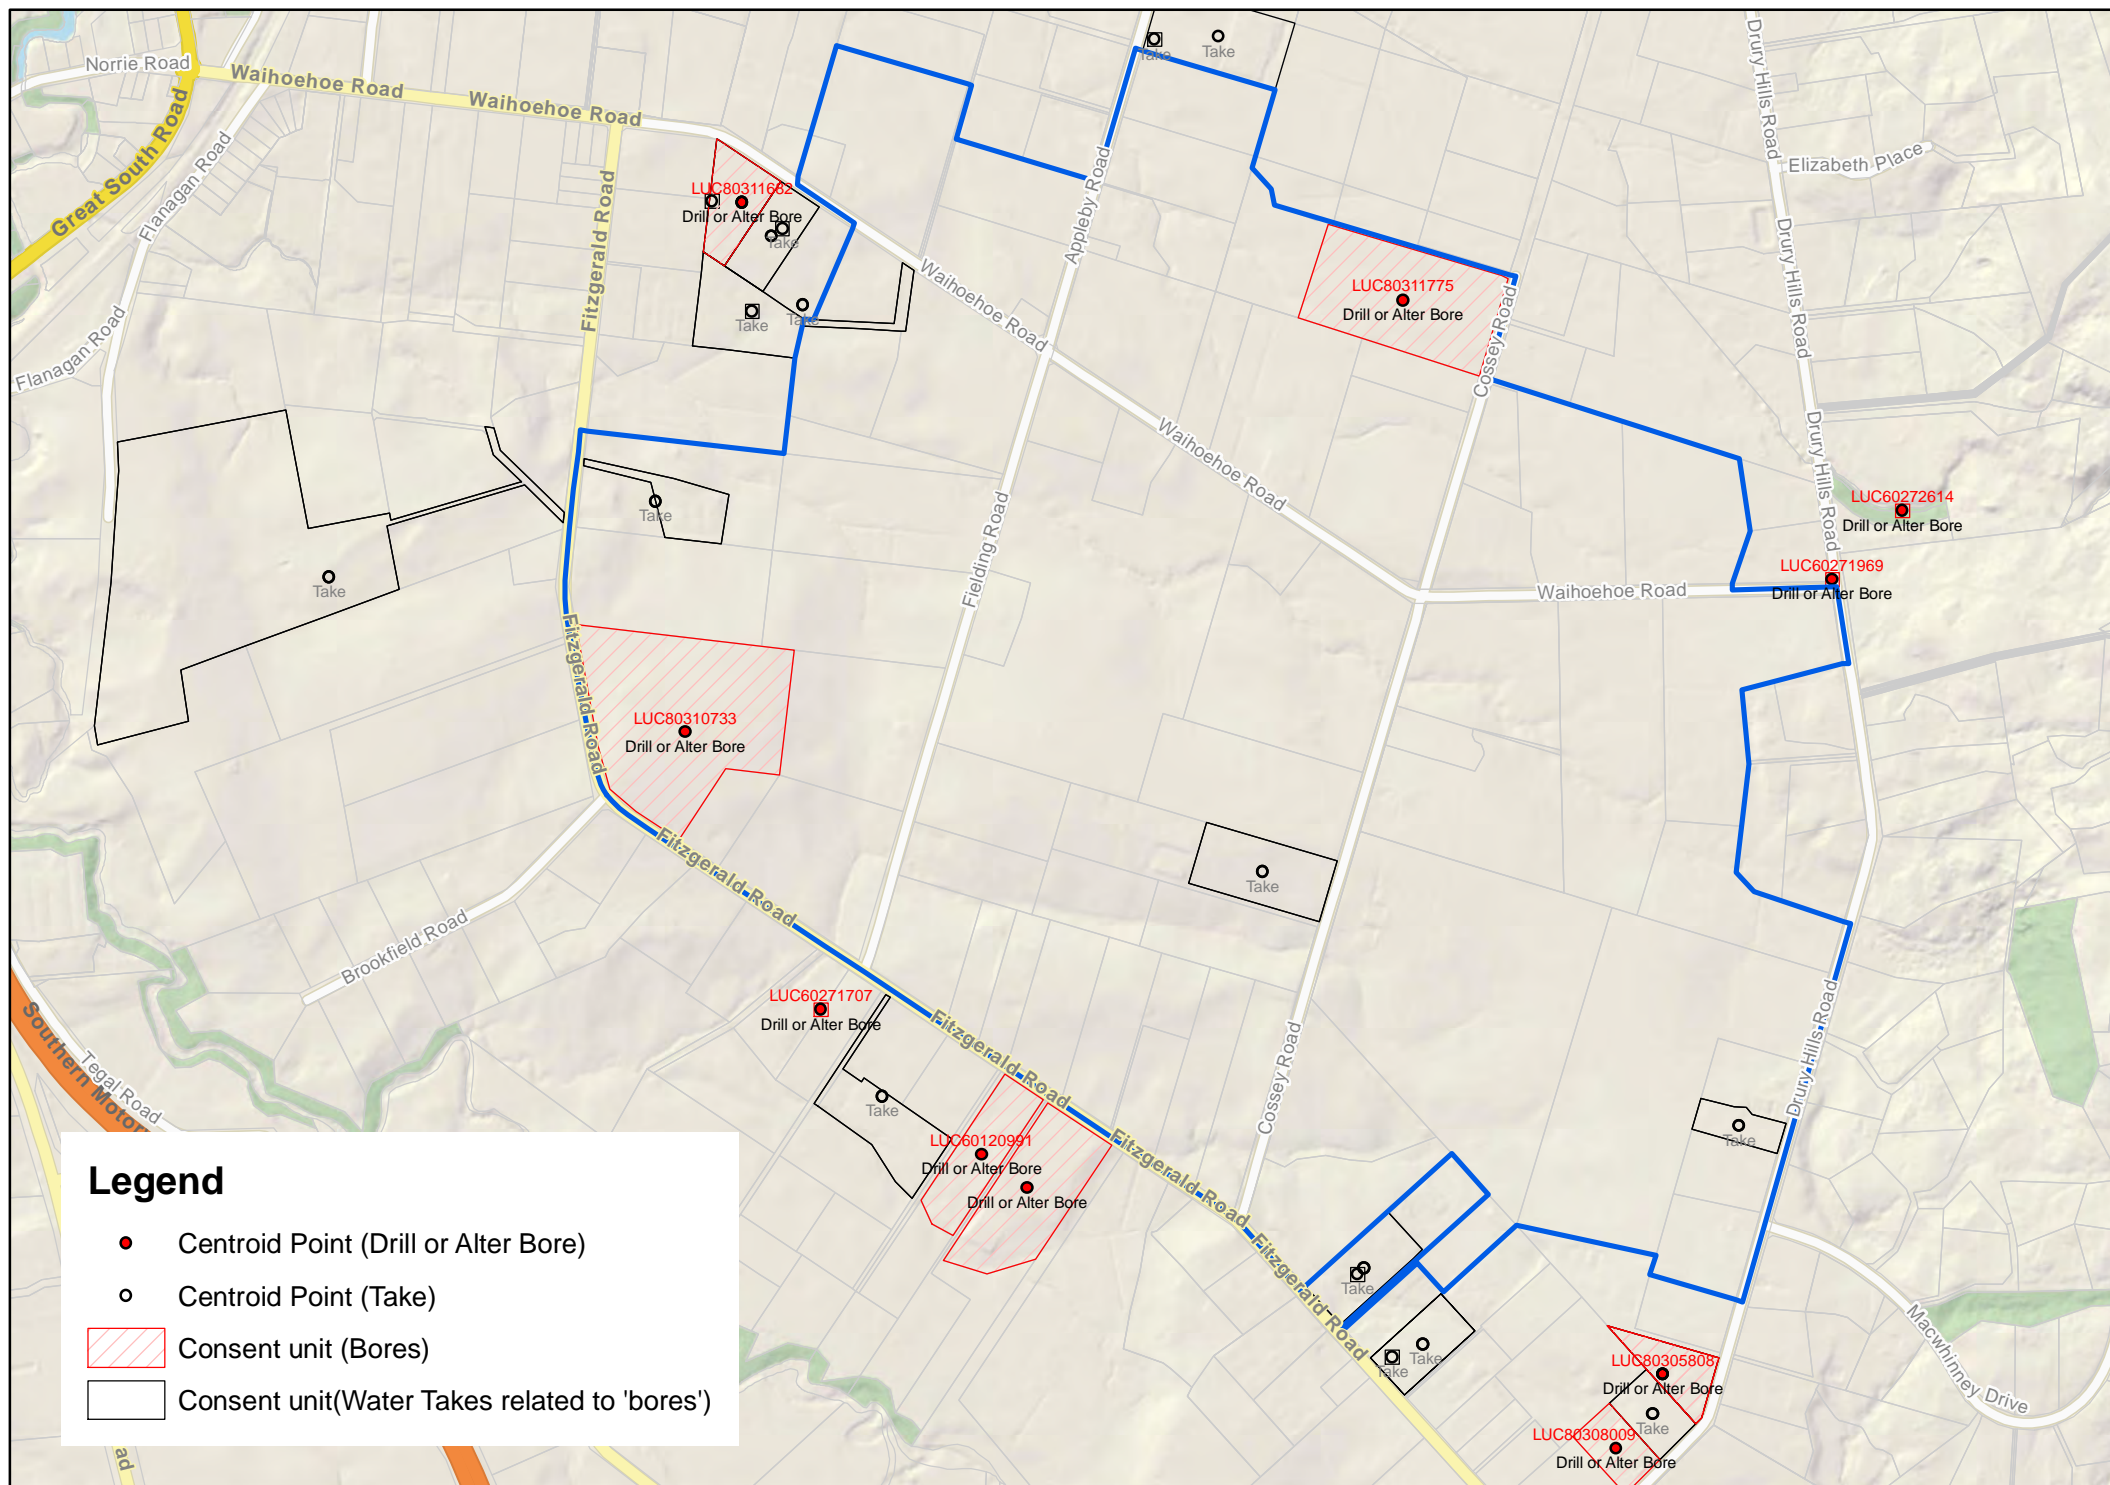 Norrie Road
Waihoehoe Road
Waihoehoe Road
Great South Road
Flanagan Road
Flanagan Road
Fitzgerald Road
Take
Take
Drury Hills Road
Elizabeth Place
Appleby Road
LUC80311682
Drill or Alter Bore
Take
Take
Take
Waihoehoe Road
LUC80311775
Drill or Alter Bore
Cossey Road
Drury Hills Road
Drury Hills Road
Waihoehoe Road
LUC60272614
Drill or Alter Bore
LUC60271969
Drill or Alter Bore
Waihoehoe Road
Take
Take
Fielding Road
Fitzgerald Road
LUC80310733
Drill or Alter Bore
Fitzgerald Road
Take
Brookfield Road
LUC60271707
Drill or Alter Bore
Fitzgerald Road
Take
LUC60120991
Drill or Alter Bore
Drill or Alter Bore
Fitzgerald Road
Cossey Road
Drury Hills Road
Take
Southern Motor
Tegal Road
Fitzgerald Road
Take
Take
Take
Macwhinney Drive
LUC80305808
Drill or Alter Bore
Take
LUC80308009
Drill or Alter Bore
Legend
Centroid Point (Drill or Alter Bore)
Centroid Point (Take)
Consent unit (Bores)
Consent unit(Water Takes related to 'bores')
ad